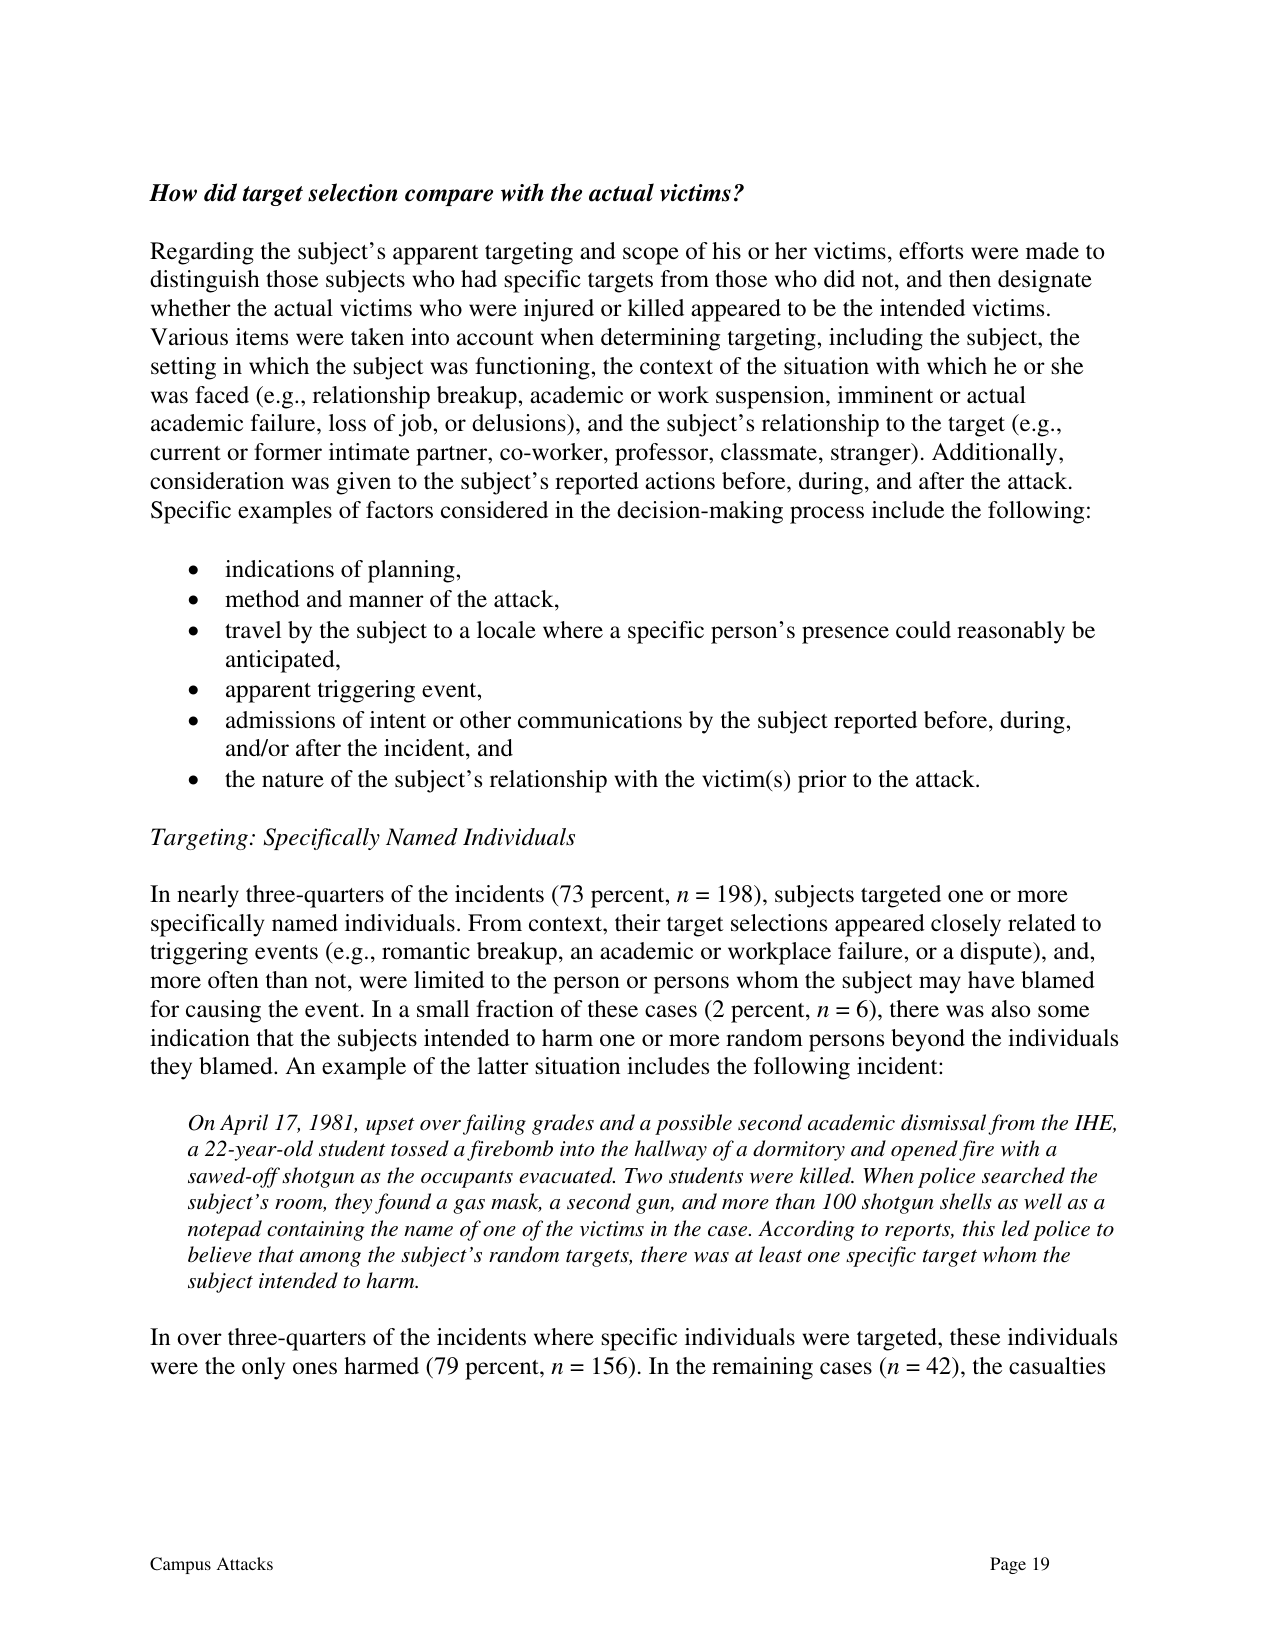 How did target selection compare with the actual victims?
Regarding the subject’s apparent targeting and scope of his or her victims, efforts were made to
distinguish those subjects who had specific targets from those who did not, and then designate
whether the actual victims who were injured or killed appeared to be the intended victims.
Various items were taken into account when determining targeting, including the subject, the
setting in which the subject was functioning, the context of the situation with which he or she
was faced (e.g., relationship breakup, academic or work suspension, imminent or actual
academic failure, loss of job, or delusions), and the subject’s relationship to the target (e.g.,
current or former intimate partner, co-worker, professor, classmate, stranger). Additionally,
consideration was given to the subject’s reported actions before, during, and after the attack.
Specific examples of factors considered in the decision-making process include the following:
• indications of planning,
• method and manner of the attack,
• travel by the subject to a locale where a specific person’s presence could reasonably be
anticipated,
• apparent triggering event,
• admissions of intent or other communications by the subject reported before, during,
and/or after the incident, and
• the nature of the subject’s relationship with the victim(s) prior to the attack.
Targeting: Specifically Named Individuals
In nearly three-quarters of the incidents (73 percent, n = 198), subjects targeted one or more
specifically named individuals. From context, their target selections appeared closely related to
triggering events (e.g., romantic breakup, an academic or workplace failure, or a dispute), and,
more often than not, were limited to the person or persons whom the subject may have blamed
for causing the event. In a small fraction of these cases (2 percent, n = 6), there was also some
indication that the subjects intended to harm one or more random persons beyond the individuals
they blamed. An example of the latter situation includes the following incident:
On April 17, 1981, upset over failing grades and a possible second academic dismissal from the IHE,
a 22-year-old student tossed a firebomb into the hallway of a dormitory and opened fire with a
sawed-off shotgun as the occupants evacuated. Two students were killed. When police searched the
subject’s room, they found a gas mask, a second gun, and more than 100 shotgun shells as well as a
notepad containing the name of one of the victims in the case. According to reports, this led police to
believe that among the subject’s random targets, there was at least one specific target whom the
subject intended to harm.
In over three-quarters of the incidents where specific individuals were targeted, these individuals
were the only ones harmed (79 percent, n = 156). In the remaining cases (n = 42), the casualties
Campus Attacks Page 19